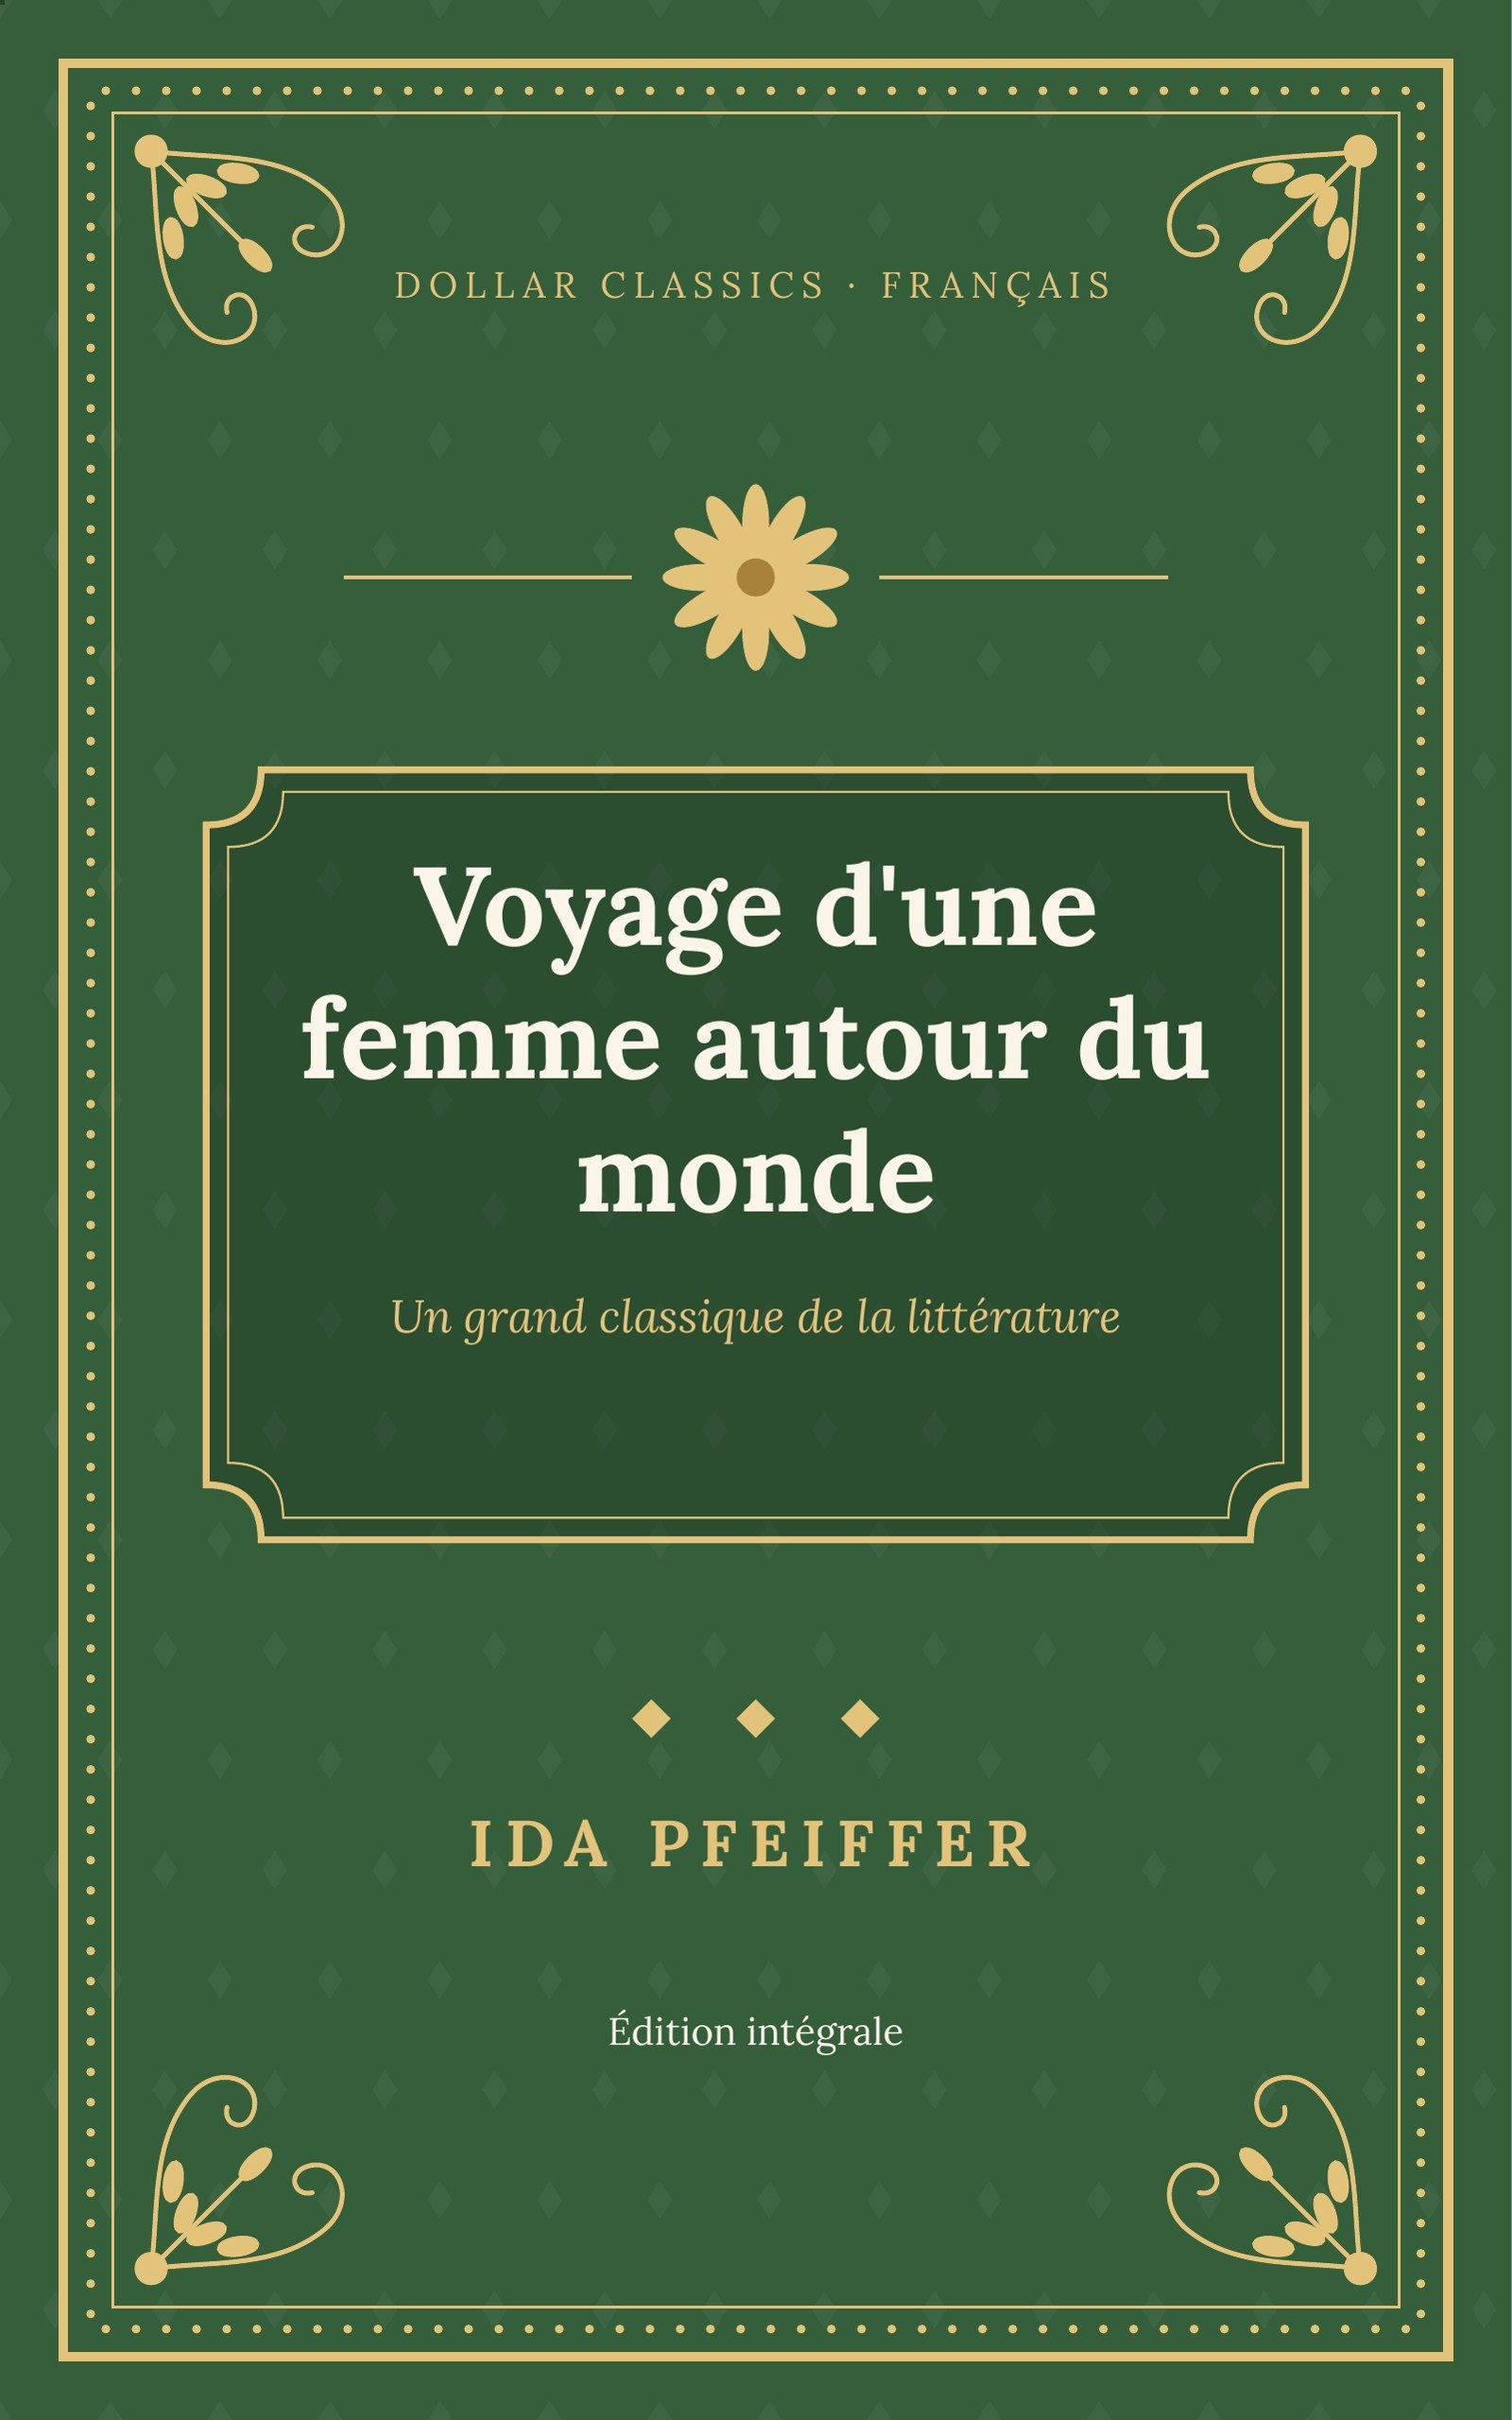 DOLLAR CLASSICS · FRANÇAIS
Voyage d'une
femme autour du
monde
Un grand classique de la littérature
IDA PFEIFFER
Édition intégrale